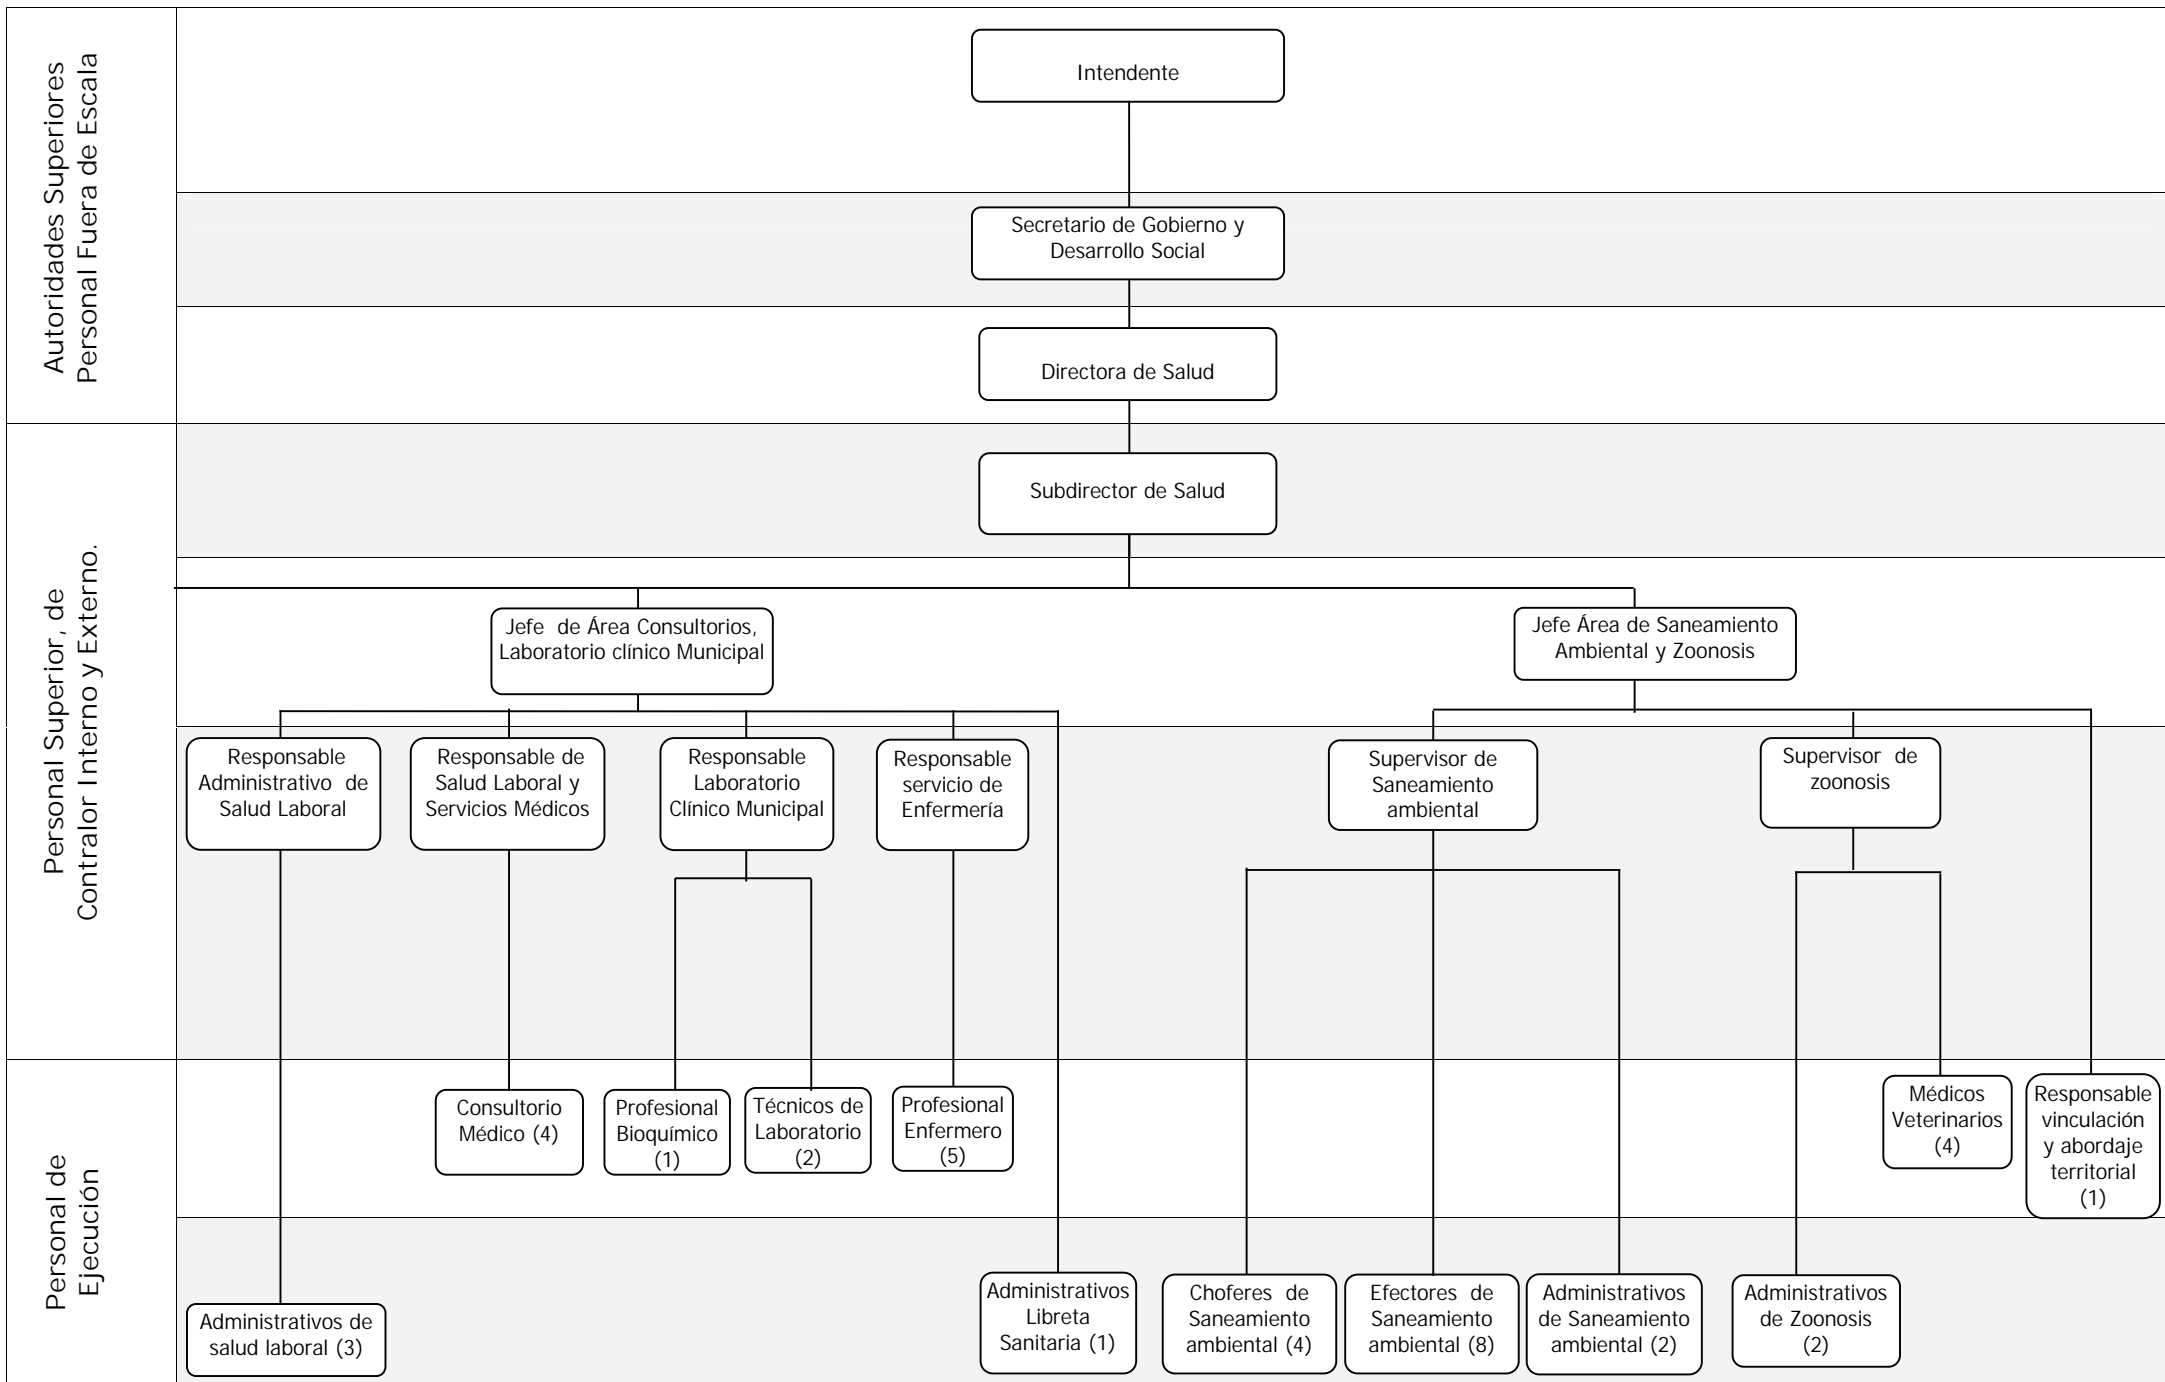 Autoridades Superiores
Personal Fuera de Escala
Intendente
Secretario de Gobierno y
Desarrollo Social
Directora de Salud
Personal Superior, de
Contralor Interno y Externo.
Subdirector de Salud
Jefe de Área Consultorios,
Laboratorio clínico Municipal
Jefe Área de Saneamiento
Ambiental y Zoonosis
Responsable
Administrativo de
Salud Laboral
Responsable de
Salud Laboral y
Servicios Médicos
Responsable
Laboratorio
Clínico Municipal
Responsable
servicio de
Enfermería
Supervisor de
Saneamiento
ambiental
Supervisor de
zoonosis
Personal de
Ejecución
Consultorio
Médico (4)
Profesional
Bioquímico
(1)
Técnicos de
Laboratorio
(2)
Profesional
Enfermero
(5)
Médicos
Veterinarios
(4)
Responsable
vinculación
y abordaje
territorial
(1)
Administrativos de
salud laboral (3)
Administrativos
Libreta
Sanitaria (1)
Choferes de
Saneamiento
ambiental (4)
Efectores de
Saneamiento
ambiental (8)
Administrativos
de Saneamiento
ambiental (2)
Administrativos
de Zoonosis
(2)